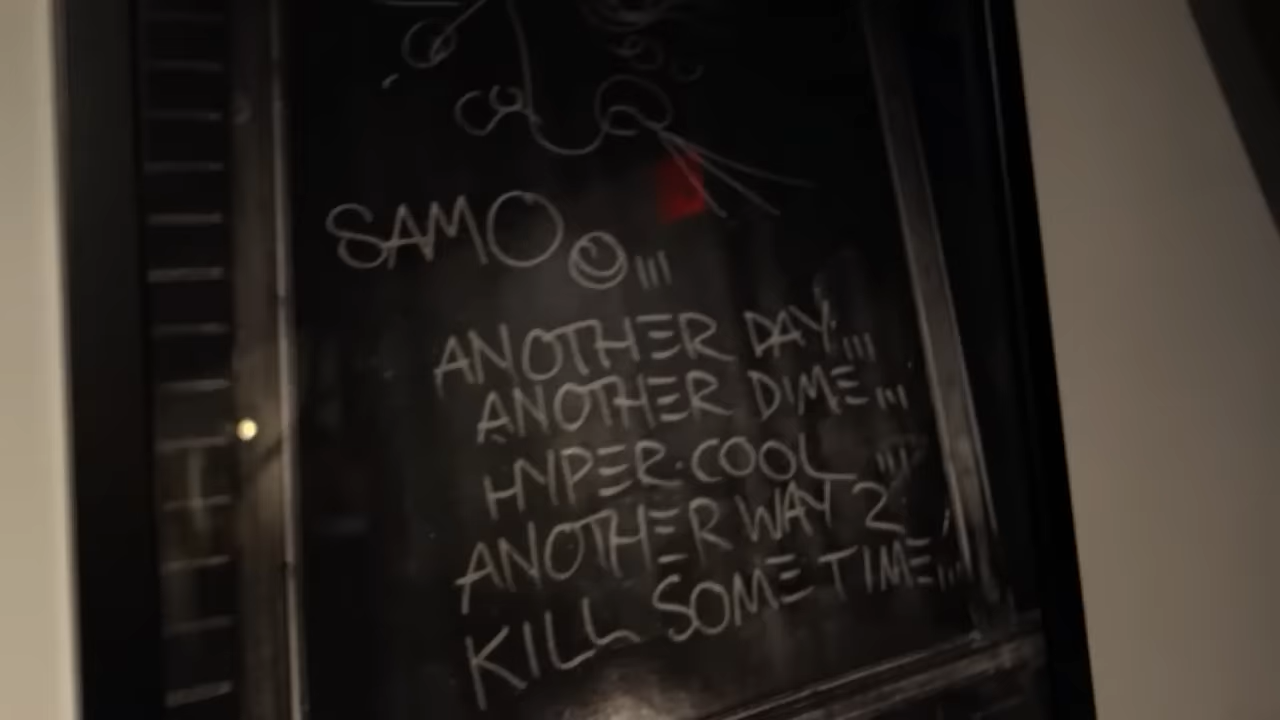 SAMO©'''
ANOTHER DAY,,,
ANOTHER DIME,,,
HYPER-COOL,,,
ANOTHER WAY 2
KILL SOME TIME,,,